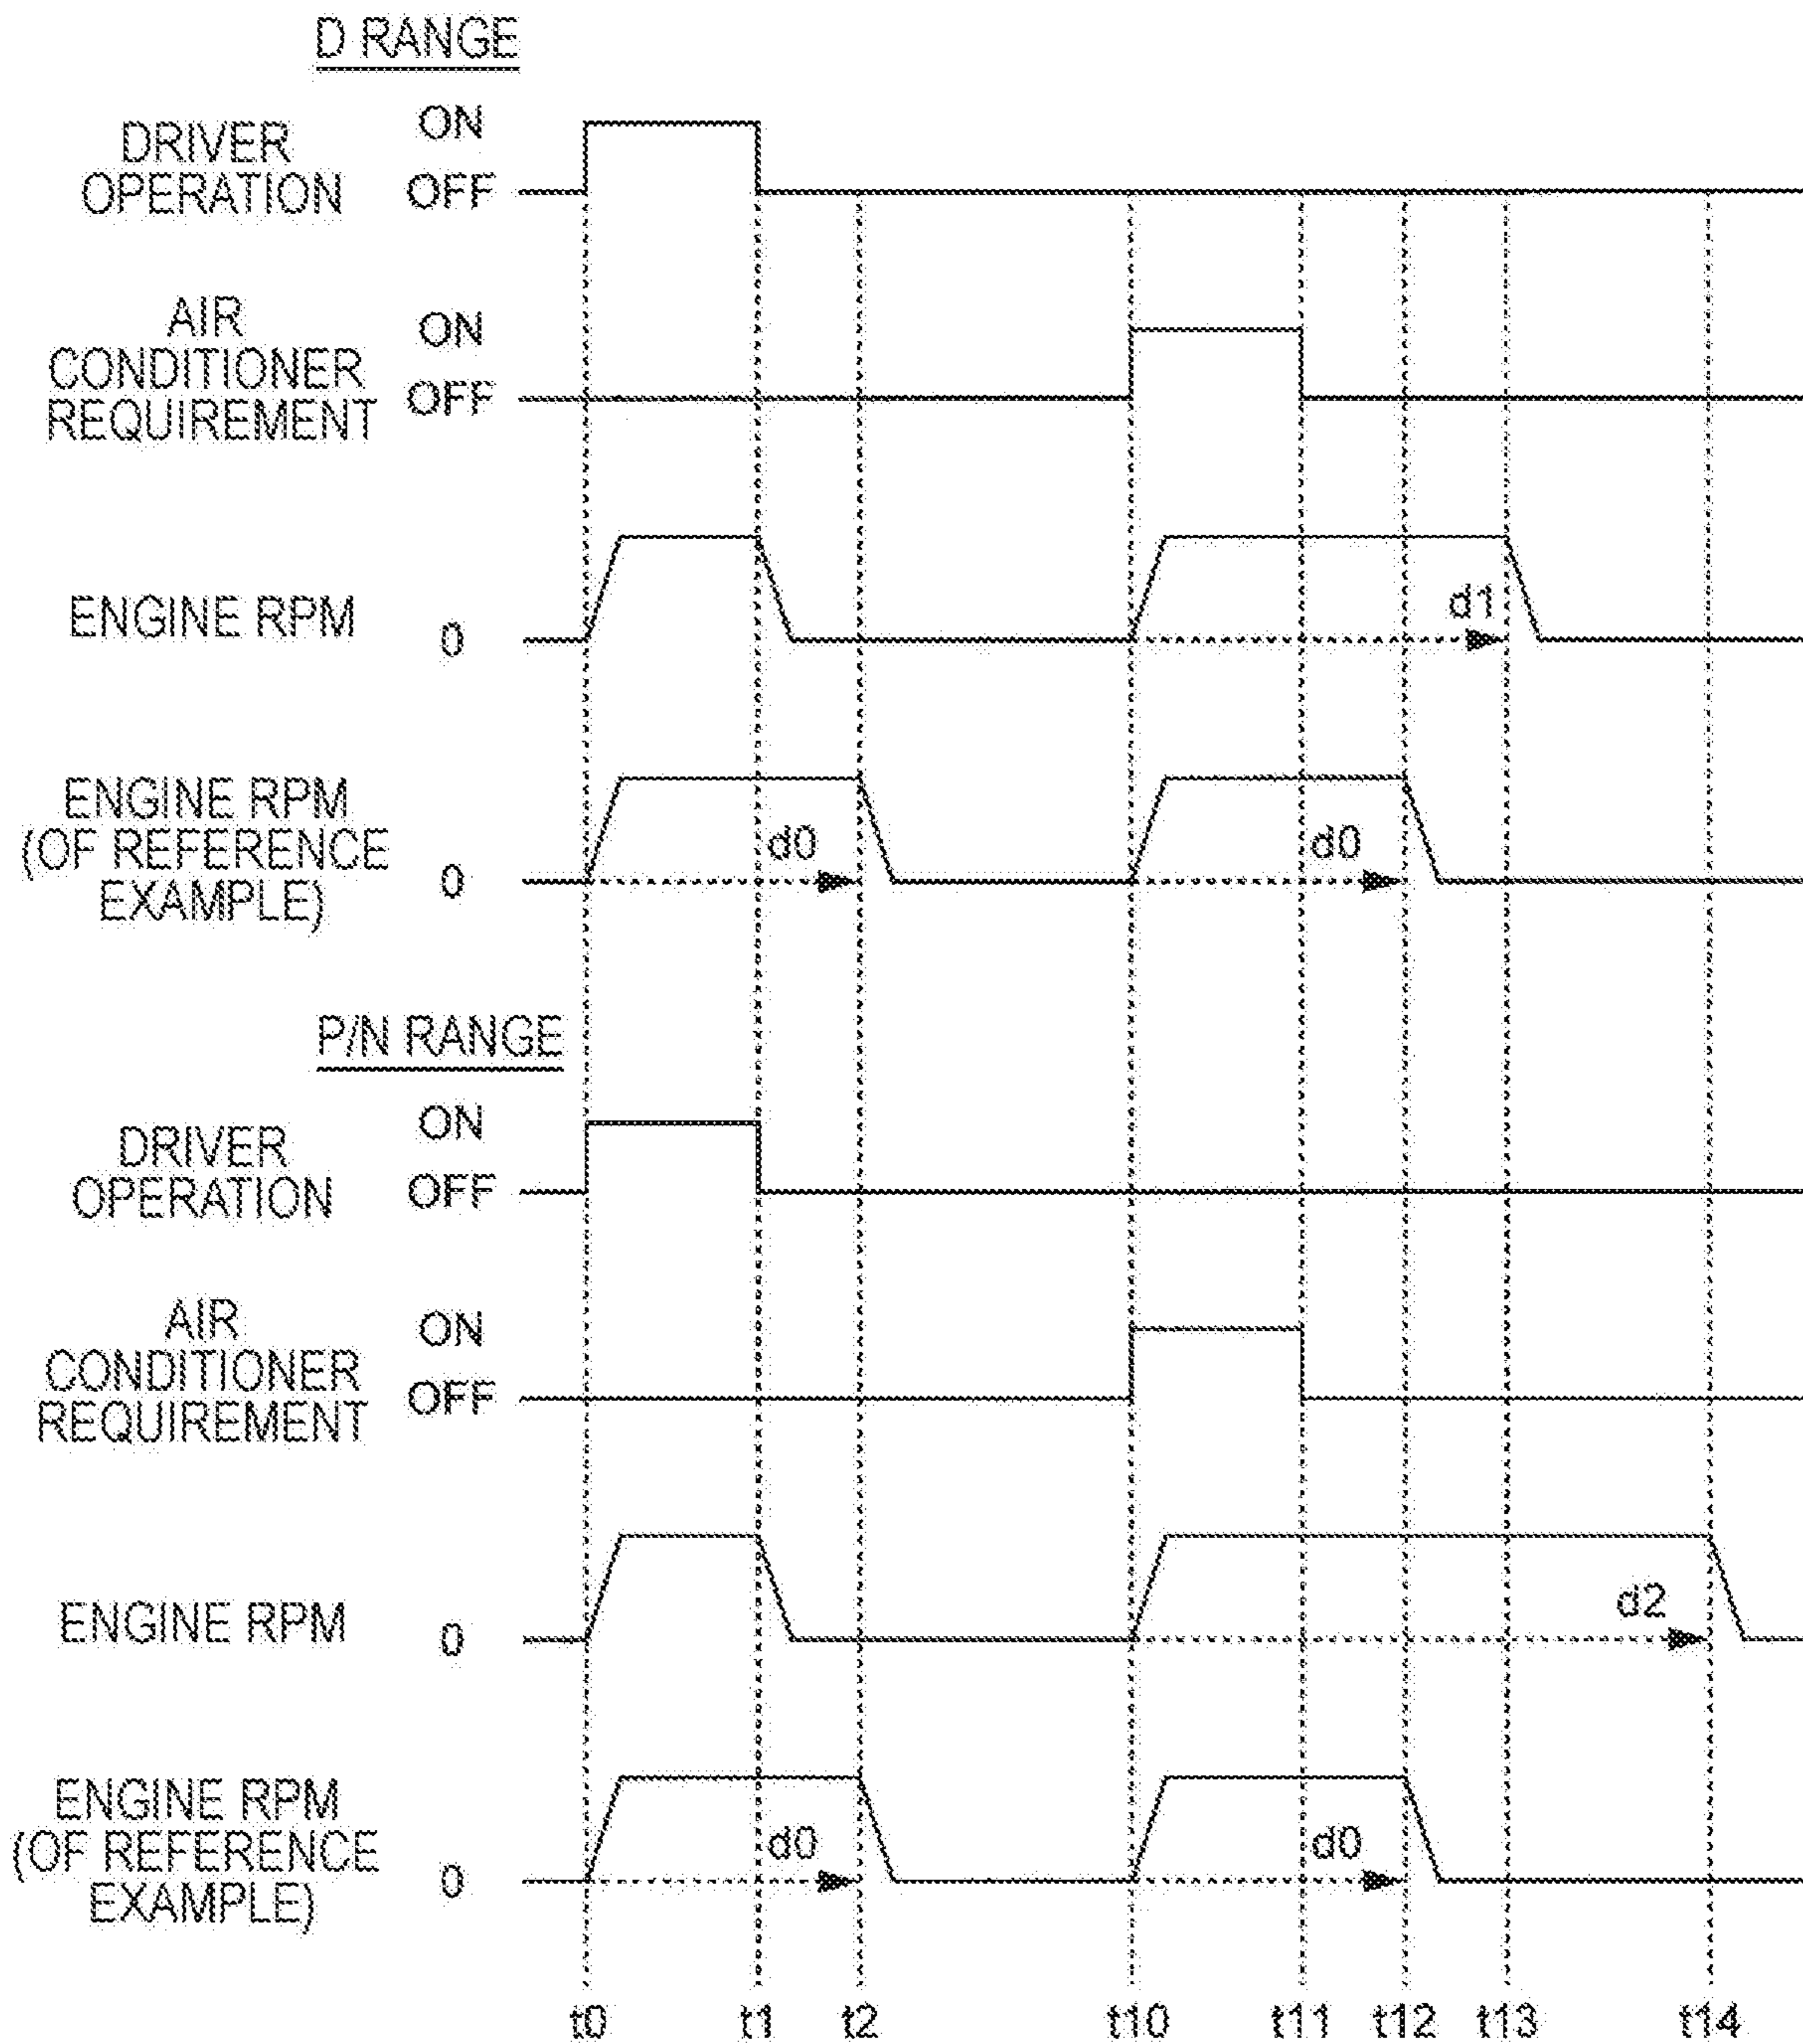 D RANGE
DRIVER
OPERATION
ON
OFF
AIR
CONDITIONER
REQUIREMENT
ON
OFF
ENGINE RPM
0
d1
ENGINE RPM
(OF REFERENCE
EXAMPLE)
0
d0
d0
P/N RANGE
DRIVER
OPERATION
ON
OFF
AIR
CONDITIONER
REQUIREMENT
ON
OFF
ENGINE RPM
0
d2
ENGINE RPM
(OF REFERENCE
EXAMPLE)
0
d0
d0
t0 t1 t2 t10 t11 t12 t13 t14